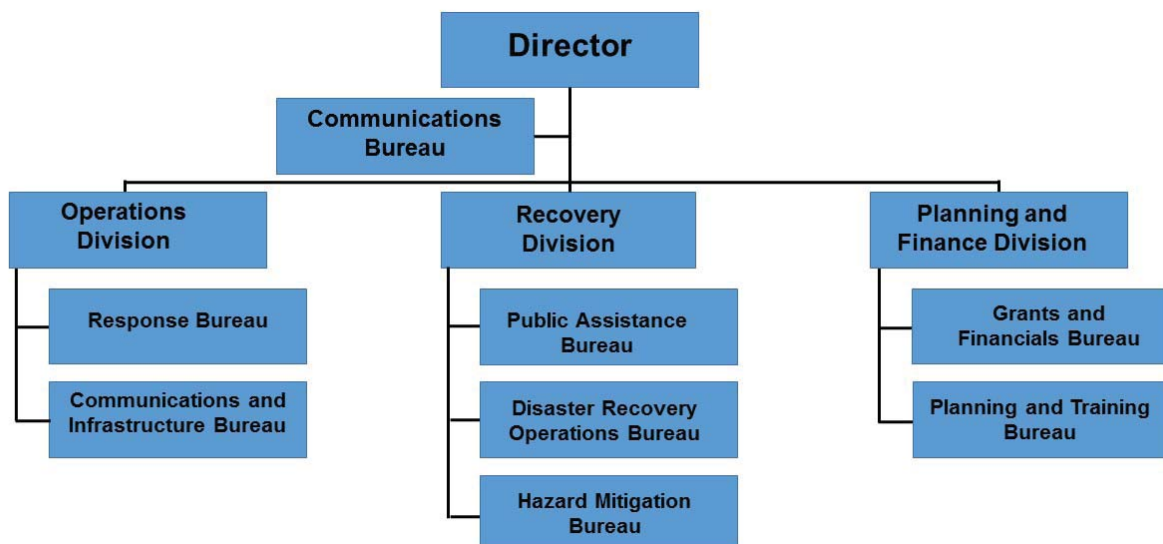 Director
Communications
Bureau
Operations
Division
Recovery
Division
Planning and
Finance Division
Response Bureau
Communications and
Infrastructure Bureau
Public Assistance
Bureau
Disaster Recovery
Operations Bureau
Hazard Mitigation
Bureau
Grants and
Financials Bureau
Planning and Training
Bureau